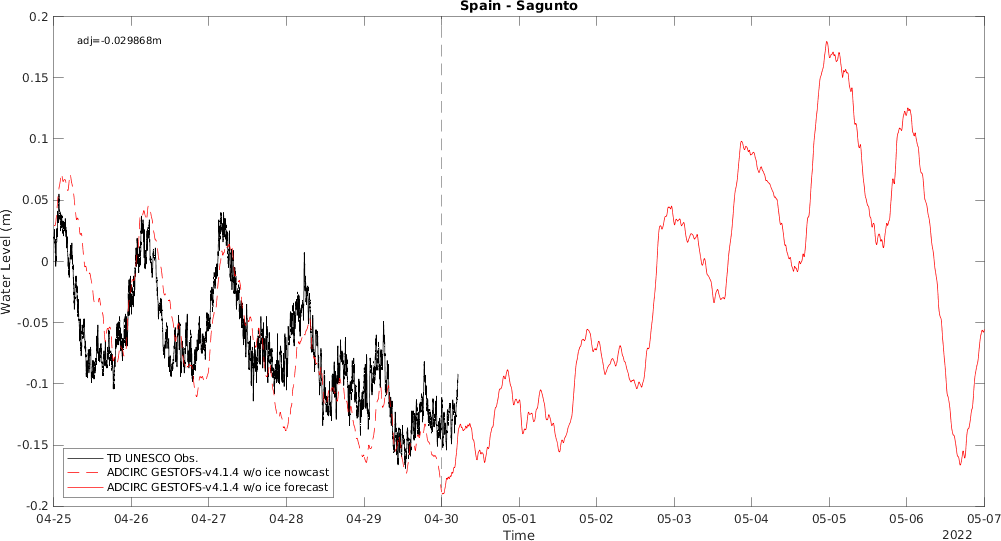 Spain - Sagunto
adj=-0.029868m
0.2
0.15
0.1
0.05
0
-0.05
-0.1
-0.15
-0.2
Water Level (m)
TD UNESCO Obs.
ADCIRC GESTOFS-v4.1.4 w/o ice nowcast
ADCIRC GESTOFS-v4.1.4 w/o ice forecast
04-25 04-26 04-27 04-28 04-29 04-30 05-01 05-02 05-03 05-04 05-05 05-06 05-07
Time
2022